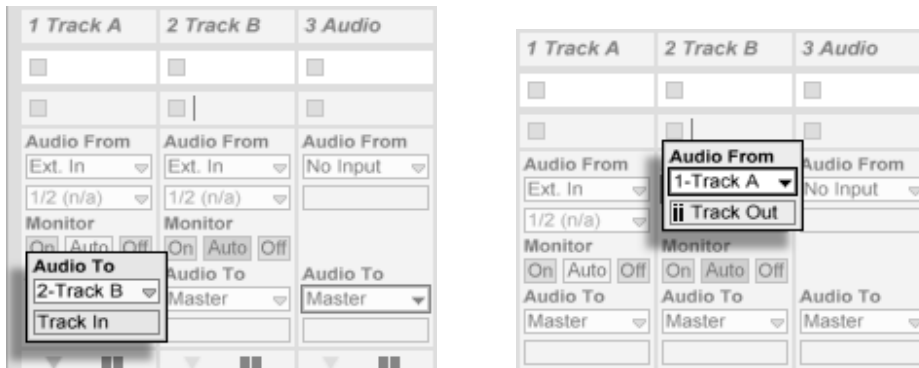 1 Track A 2 Track B 3 Audio
Audio From Audio From Audio From
Ext. In Ext. In No Input
1/2 (n/a) 1/2 (n/a)
Monitor Monitor
On Auto Off On Auto Off
Audio To Audio To Audio To
2-Track B Master Master
Track In
1 Track A 2 Track B 3 Audio
Audio From Audio From Audio From
Ext. In 1-Track A No Input
1/2 (n/a) ii Track Out
Monitor Monitor
On Auto Off On Auto Off
Audio To Audio To Audio To
Master Master Master